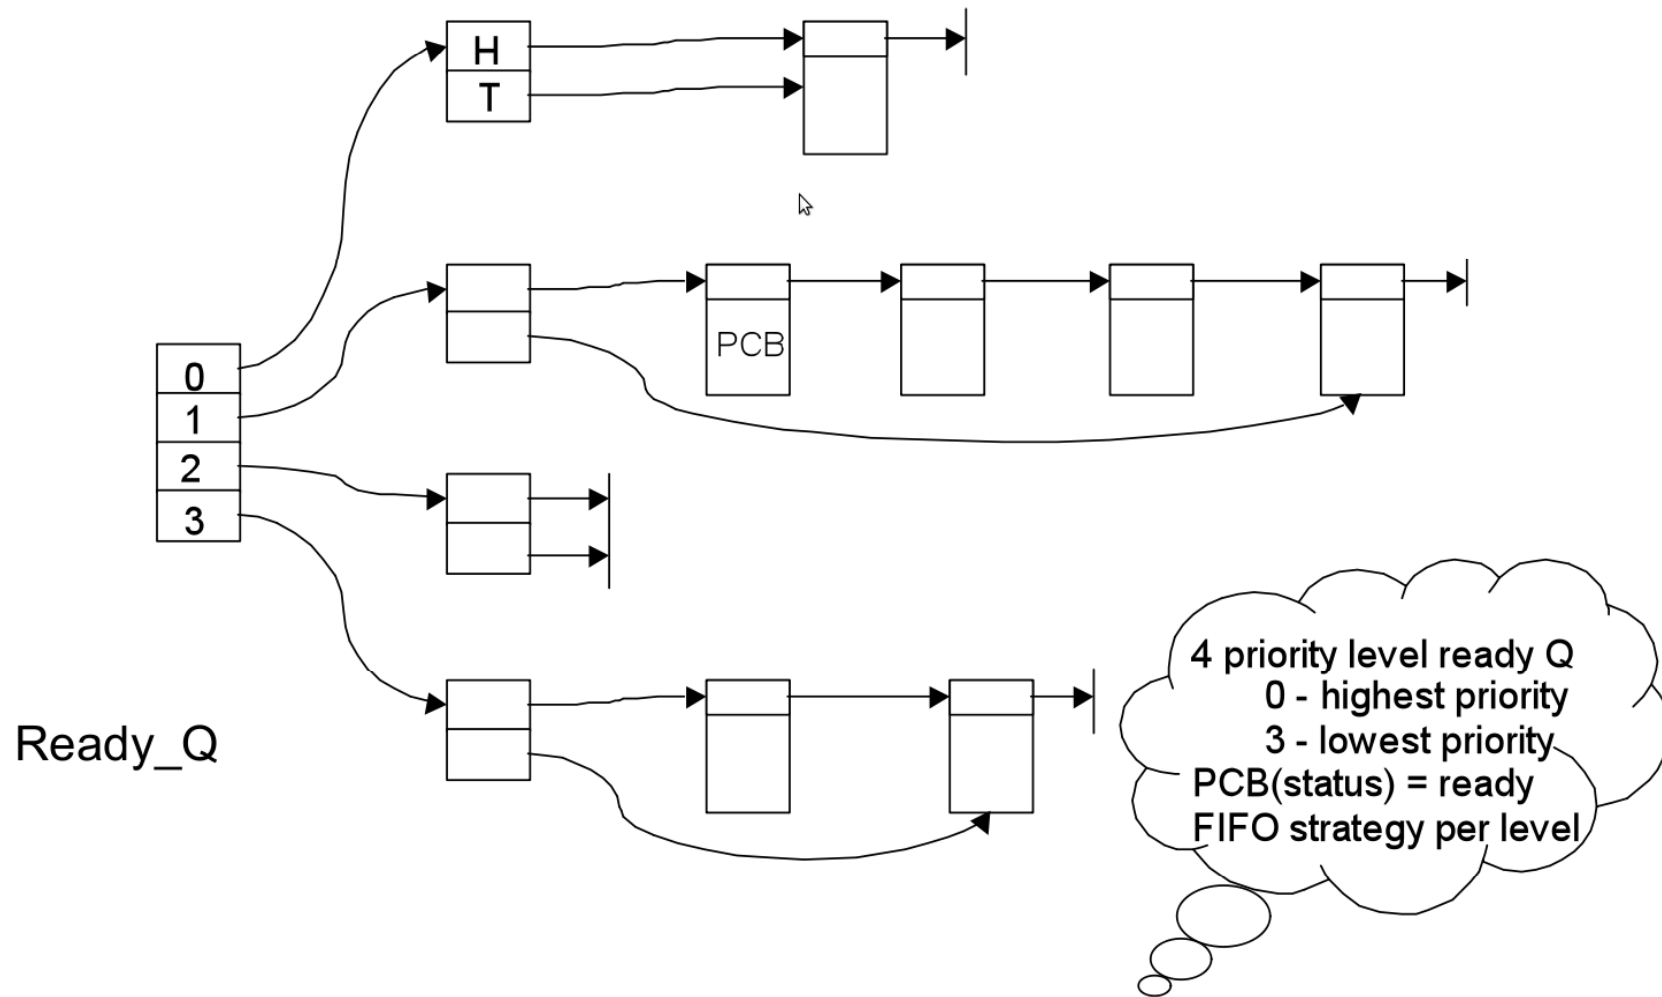 H
T
PCB
0
1
2
3
Ready_Q
4 priority level ready Q
0 - highest priority
3 - lowest priority
PCB(status) = ready
FIFO strategy per level